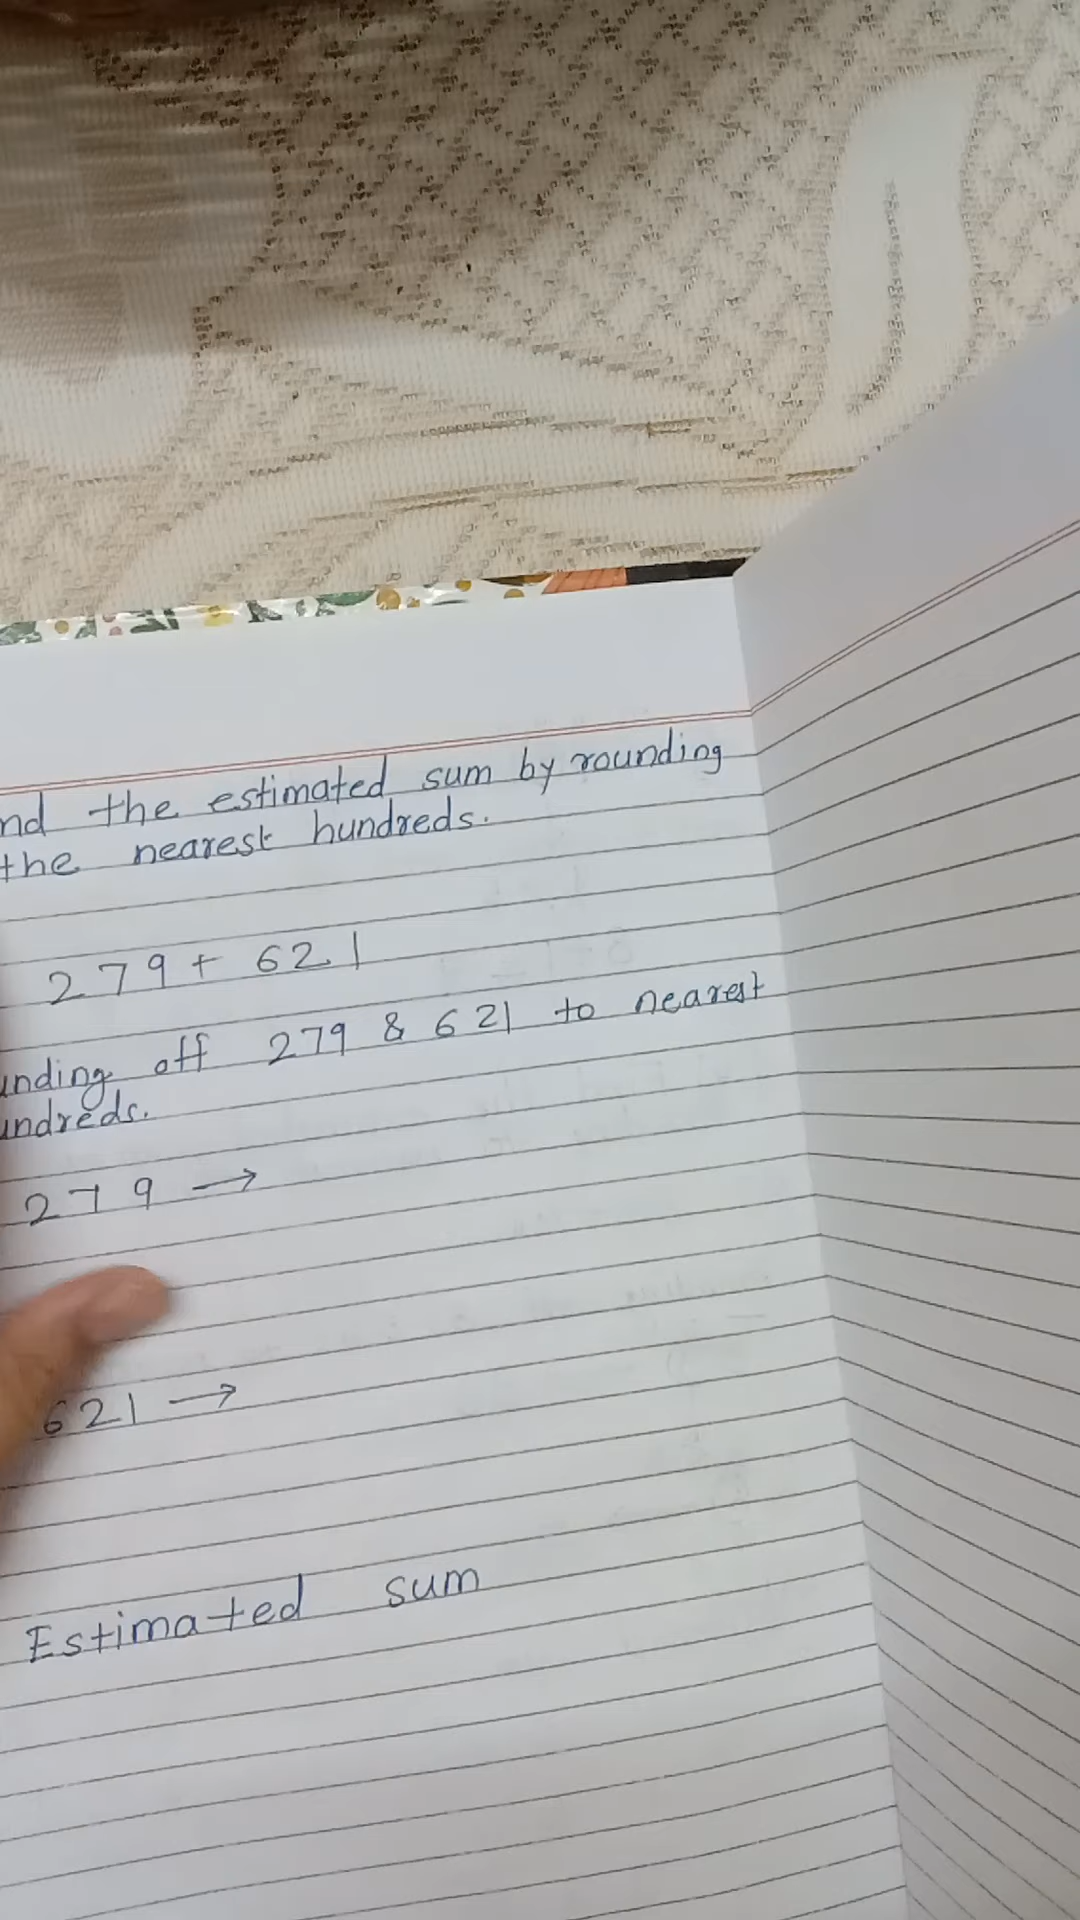 nd the estimated sum by rounding
the nearest hundreds.
279 + 621
unding off 279 & 621 to nearest
undreds.
279 →
621 →
Estimated sum